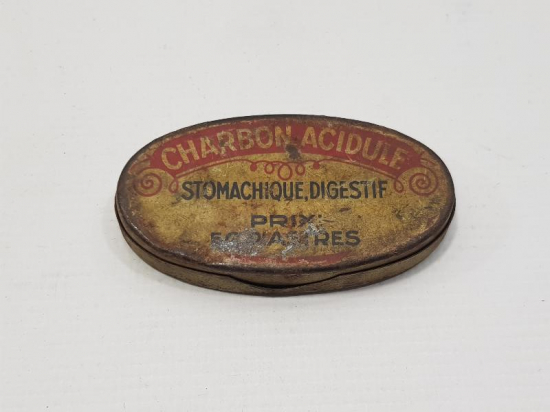 CHARBON ACIDULE
STOMACHIQUE, DIGESTIF
PRIX: